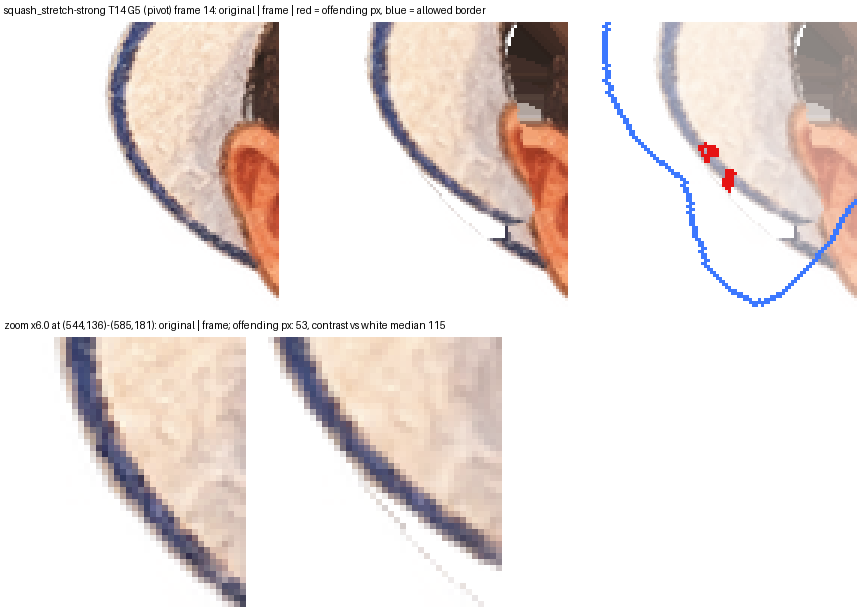 squash_stretch-strong T14 G5 (pivot) frame 14: original | frame | red = offending px, blue = allowed border
zoom x6.0 at (544,136)-(585,181): original | frame; offending px: 53, contrast vs white median 115